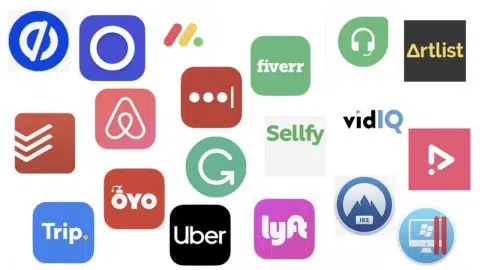 fiverr
Artlist
Sellfy
vidIQ
OYO
Trip.
Uber
lyft
IKE